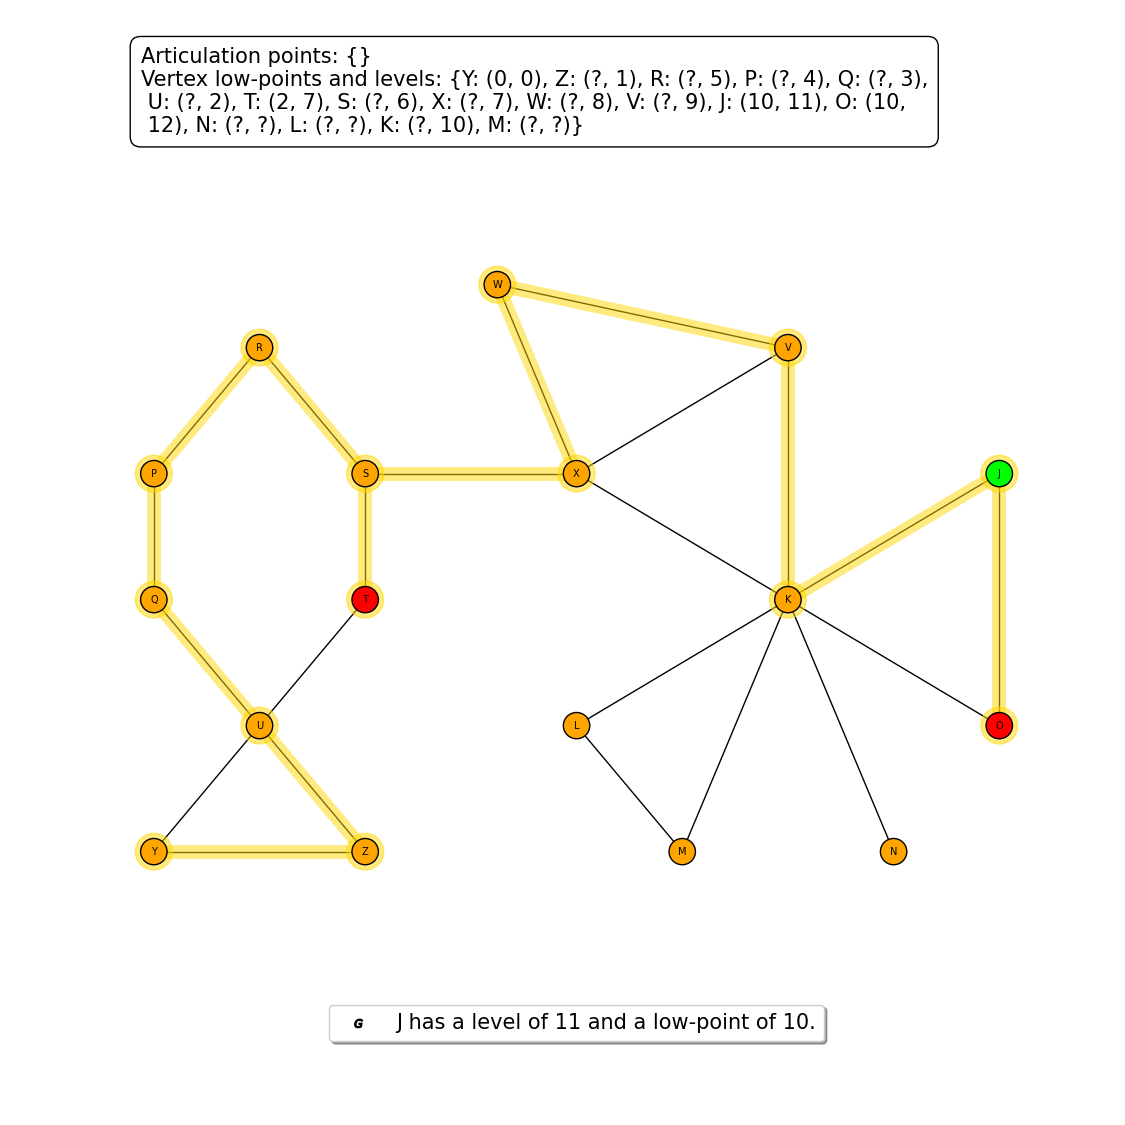 Articulation points: {}
Vertex low-points and levels: {Y: (0, 0), Z: (?, 1), R: (?, 5), P: (?, 4), Q: (?, 3),
U: (?, 2), T: (2, 7), S: (?, 6), X: (?, 7), W: (?, 8), V: (?, 9), J: (10, 11), O: (10,
12), N: (?, ?), L: (?, ?), K: (?, 10), M: (?, ?)}
W
R
V
P
S
X
J
Q
T
K
U
L
O
Y
Z
M
N
G J has a level of 11 and a low-point of 10.